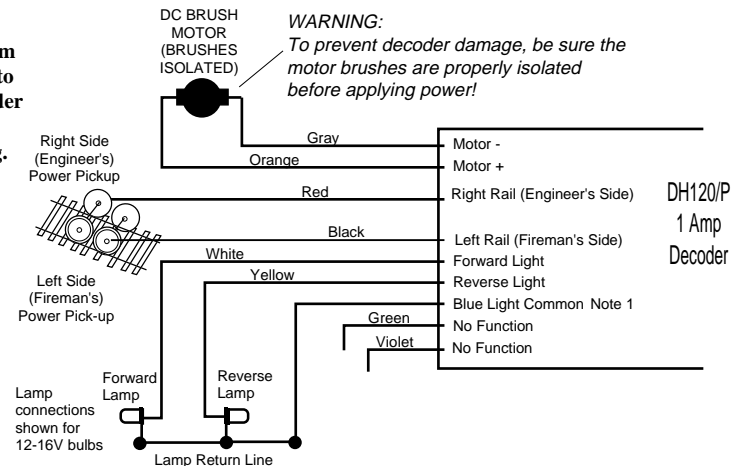 DC BRUSH
MOTOR
(BRUSHES
ISOLATED)
WARNING:
To prevent decoder damage, be sure the
motor brushes are properly isolated
before applying power!
m
to
ler
g.
Right Side
(Engineer's)
Power Pickup
Left Side
(Fireman's)
Power Pick-up
Gray
Orange
Red
Black
White
Yellow
Green
Violet
Motor -
Motor +
Right Rail (Engineer's Side)
Left Rail (Fireman's Side)
Forward Light
Reverse Light
Blue Light Common Note 1
No Function
No Function
DH120/P
1 Amp
Decoder
Lamp
connections
shown for
12-16V bulbs
Forward
Lamp
Reverse
Lamp
Lamp Return Line